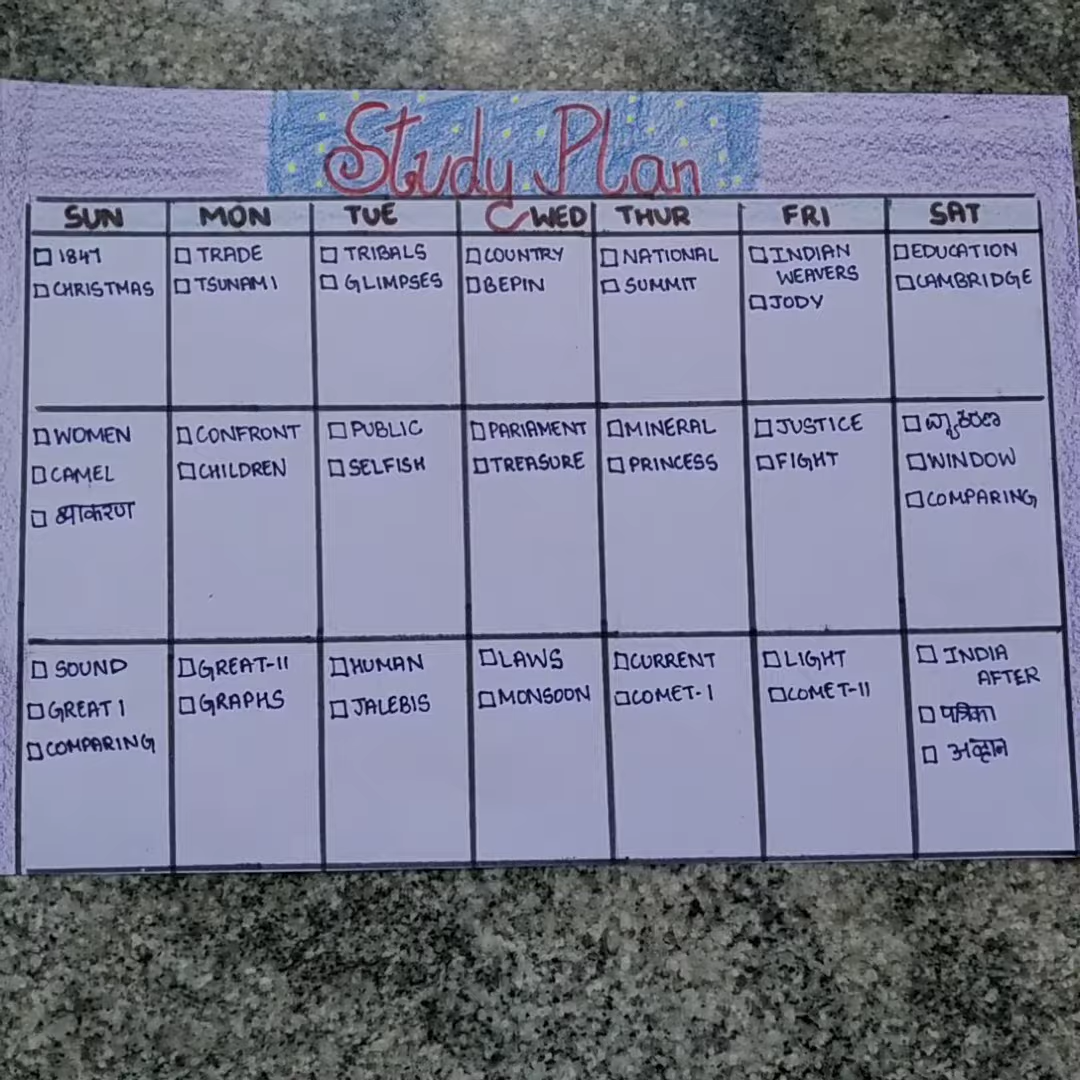 Study Plan
SUN MON TUE WED THUR FRI SAT
1847
CHRISTMAS
TRADE
TSUNAMI
TRIBALS
GLIMPSES
COUNTRY
BEPIN
NATIONAL
SUMMIT
INDIAN
WEAVERS
JODY
EDUCATION
CAMBRIDGE
WOMEN
CAMEL
व्याकरण
CONFRONT
CHILDREN
PUBLIC
SELFISH
PARIAMENT
TREASURE
MINERAL
PRINCESS
JUSTICE
FIGHT
ವ್ಯಾಕರಣ
WINDOW
COMPARING
SOUND
GREAT I
COMPARING
GREAT-II
GRAPHS
HUMAN
JALEBIS
LAWS
MONSOON
CURRENT
COMET-I
LIGHT
COMET-II
INDIA
AFTER
पत्रिका